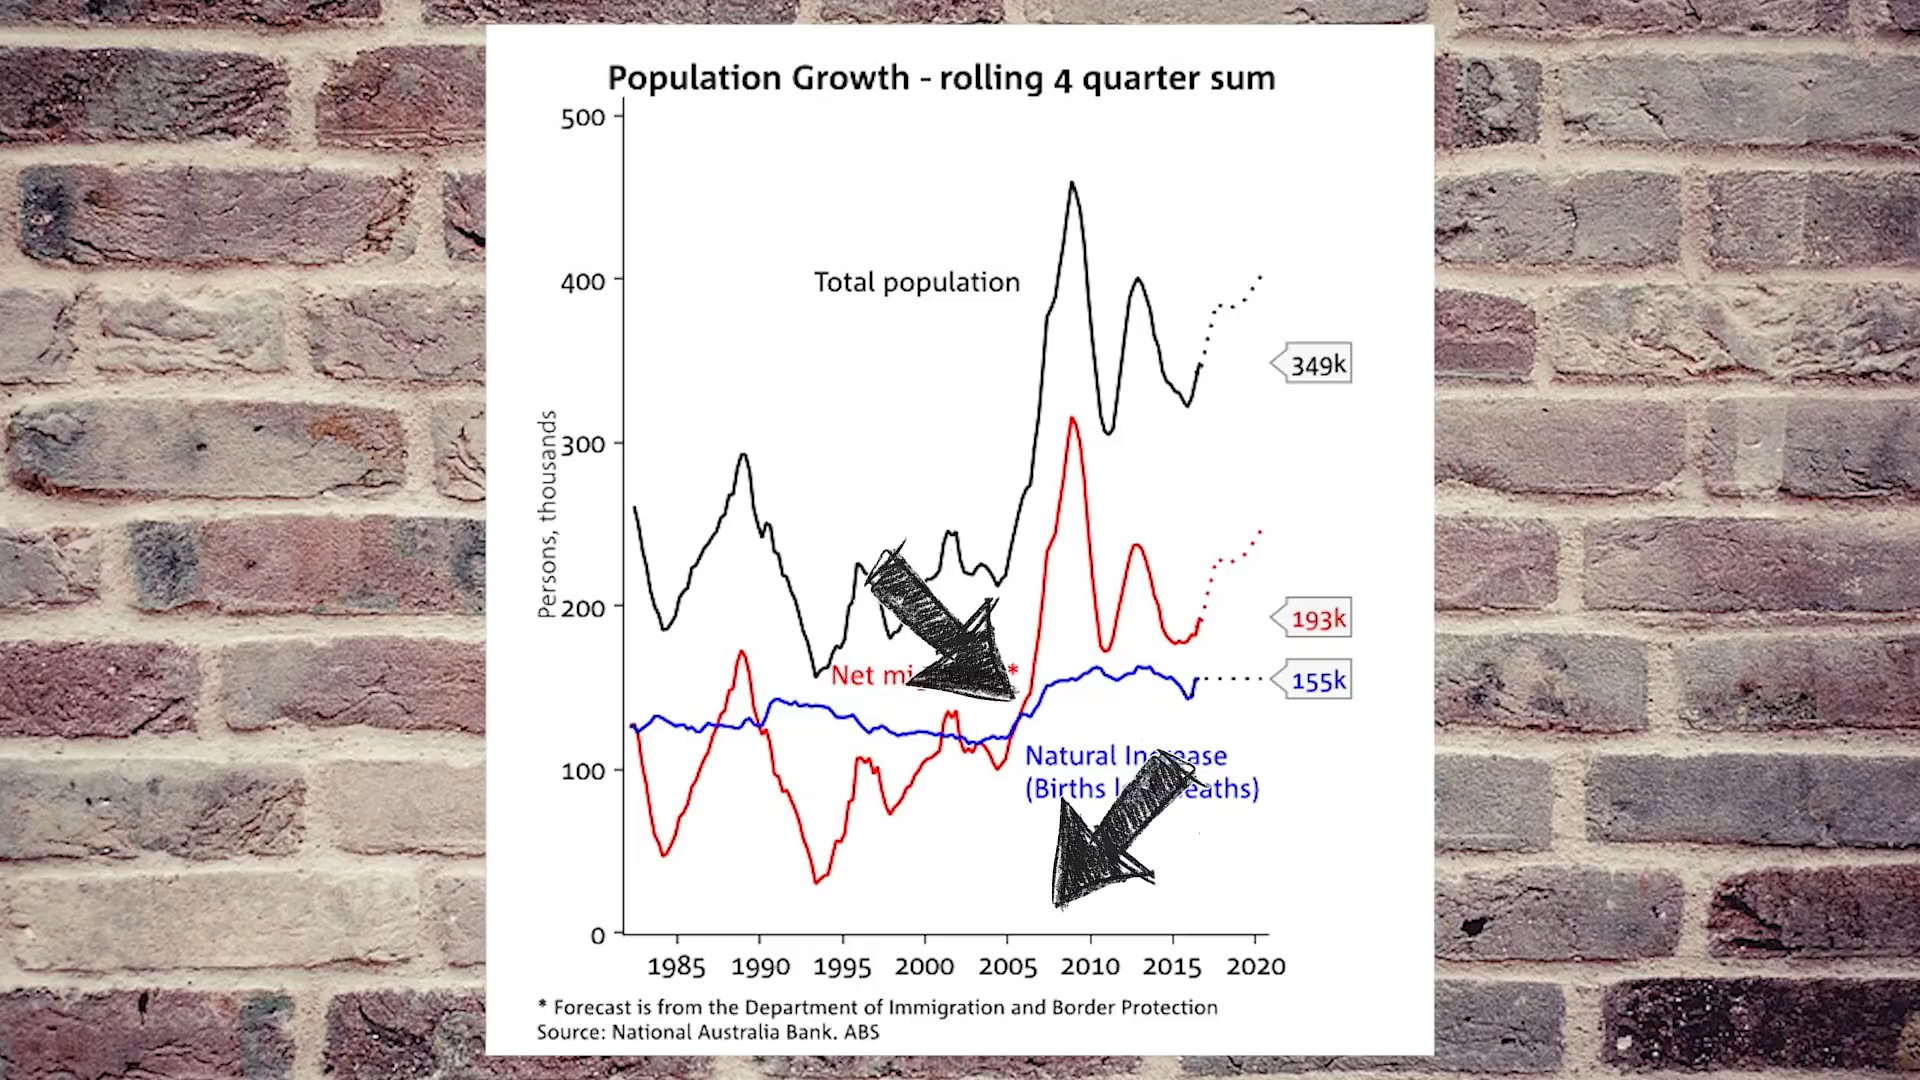 Population Growth - rolling 4 quarter sum
Persons, thousands
500
400
300
200
100
0
Total population
349k
Net *
193k
155k
Natural
(Births
1985 1990 1995 2000 2005 2010 2015 2020
* Forecast is from the Department of Immigration and Border Protection
Source: National Australia Bank. ABS